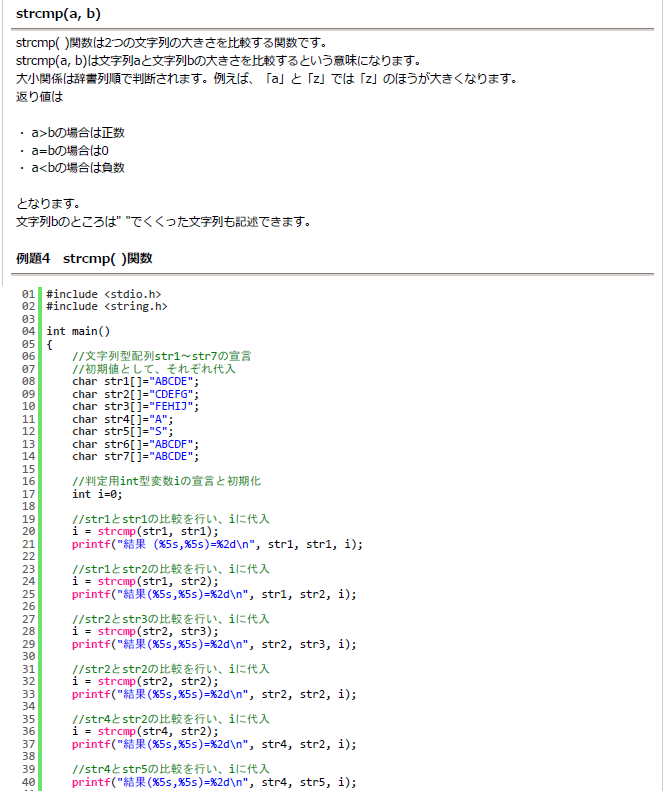 strcmp(a, b)
strcmp( )関数は2つの文字列の大きさを比較する関数です。
strcmp(a, b)は文字列aと文字列bの大きさを比較するという意味になります。
大小関係は辞書列順で判断されます。例えば、「a」と「z」では「z」のほうが大きくなります。
返り値は
・ a>bの場合は正数
・ a=bの場合は0
・ a<bの場合は負数
となります。
文字列bのところは" "でくくった文字列も記述できます。
例題4　strcmp( )関数
01 #include <stdio.h>
02 #include <string.h>
03
04 int main()
05 {
06     //文字列型配列str1～str7の宣言
07     //初期値として、それぞれ代入
08     char str1[]="ABCDE";
09     char str2[]="CDEFG";
10     char str3[]="FEHIJ";
11     char str4[]="A";
12     char str5[]="S";
13     char str6[]="ABCDF";
14     char str7[]="ABCDE";
15
16     //判定用int型変数iの宣言と初期化
17     int i=0;
18
19     //str1とstr1の比較を行い、iに代入
20     i = strcmp(str1, str1);
21     printf("結果 (%5s,%5s)=%2d\n", str1, str1, i);
22
23     //str1とstr2の比較を行い、iに代入
24     i = strcmp(str1, str2);
25     printf("結果(%5s,%5s)=%2d\n", str1, str2, i);
26
27     //str2とstr3の比較を行い、iに代入
28     i = strcmp(str2, str3);
29     printf("結果(%5s,%5s)=%2d\n", str2, str3, i);
30
31     //str2とstr2の比較を行い、iに代入
32     i = strcmp(str2, str2);
33     printf("結果(%5s,%5s)=%2d\n", str2, str2, i);
34
35     //str4とstr2の比較を行い、iに代入
36     i = strcmp(str4, str2);
37     printf("結果(%5s,%5s)=%2d\n", str4, str2, i);
38
39     //str4とstr5の比較を行い、iに代入
40     printf("結果(%5s,%5s)=%2d\n", str4, str5, i);